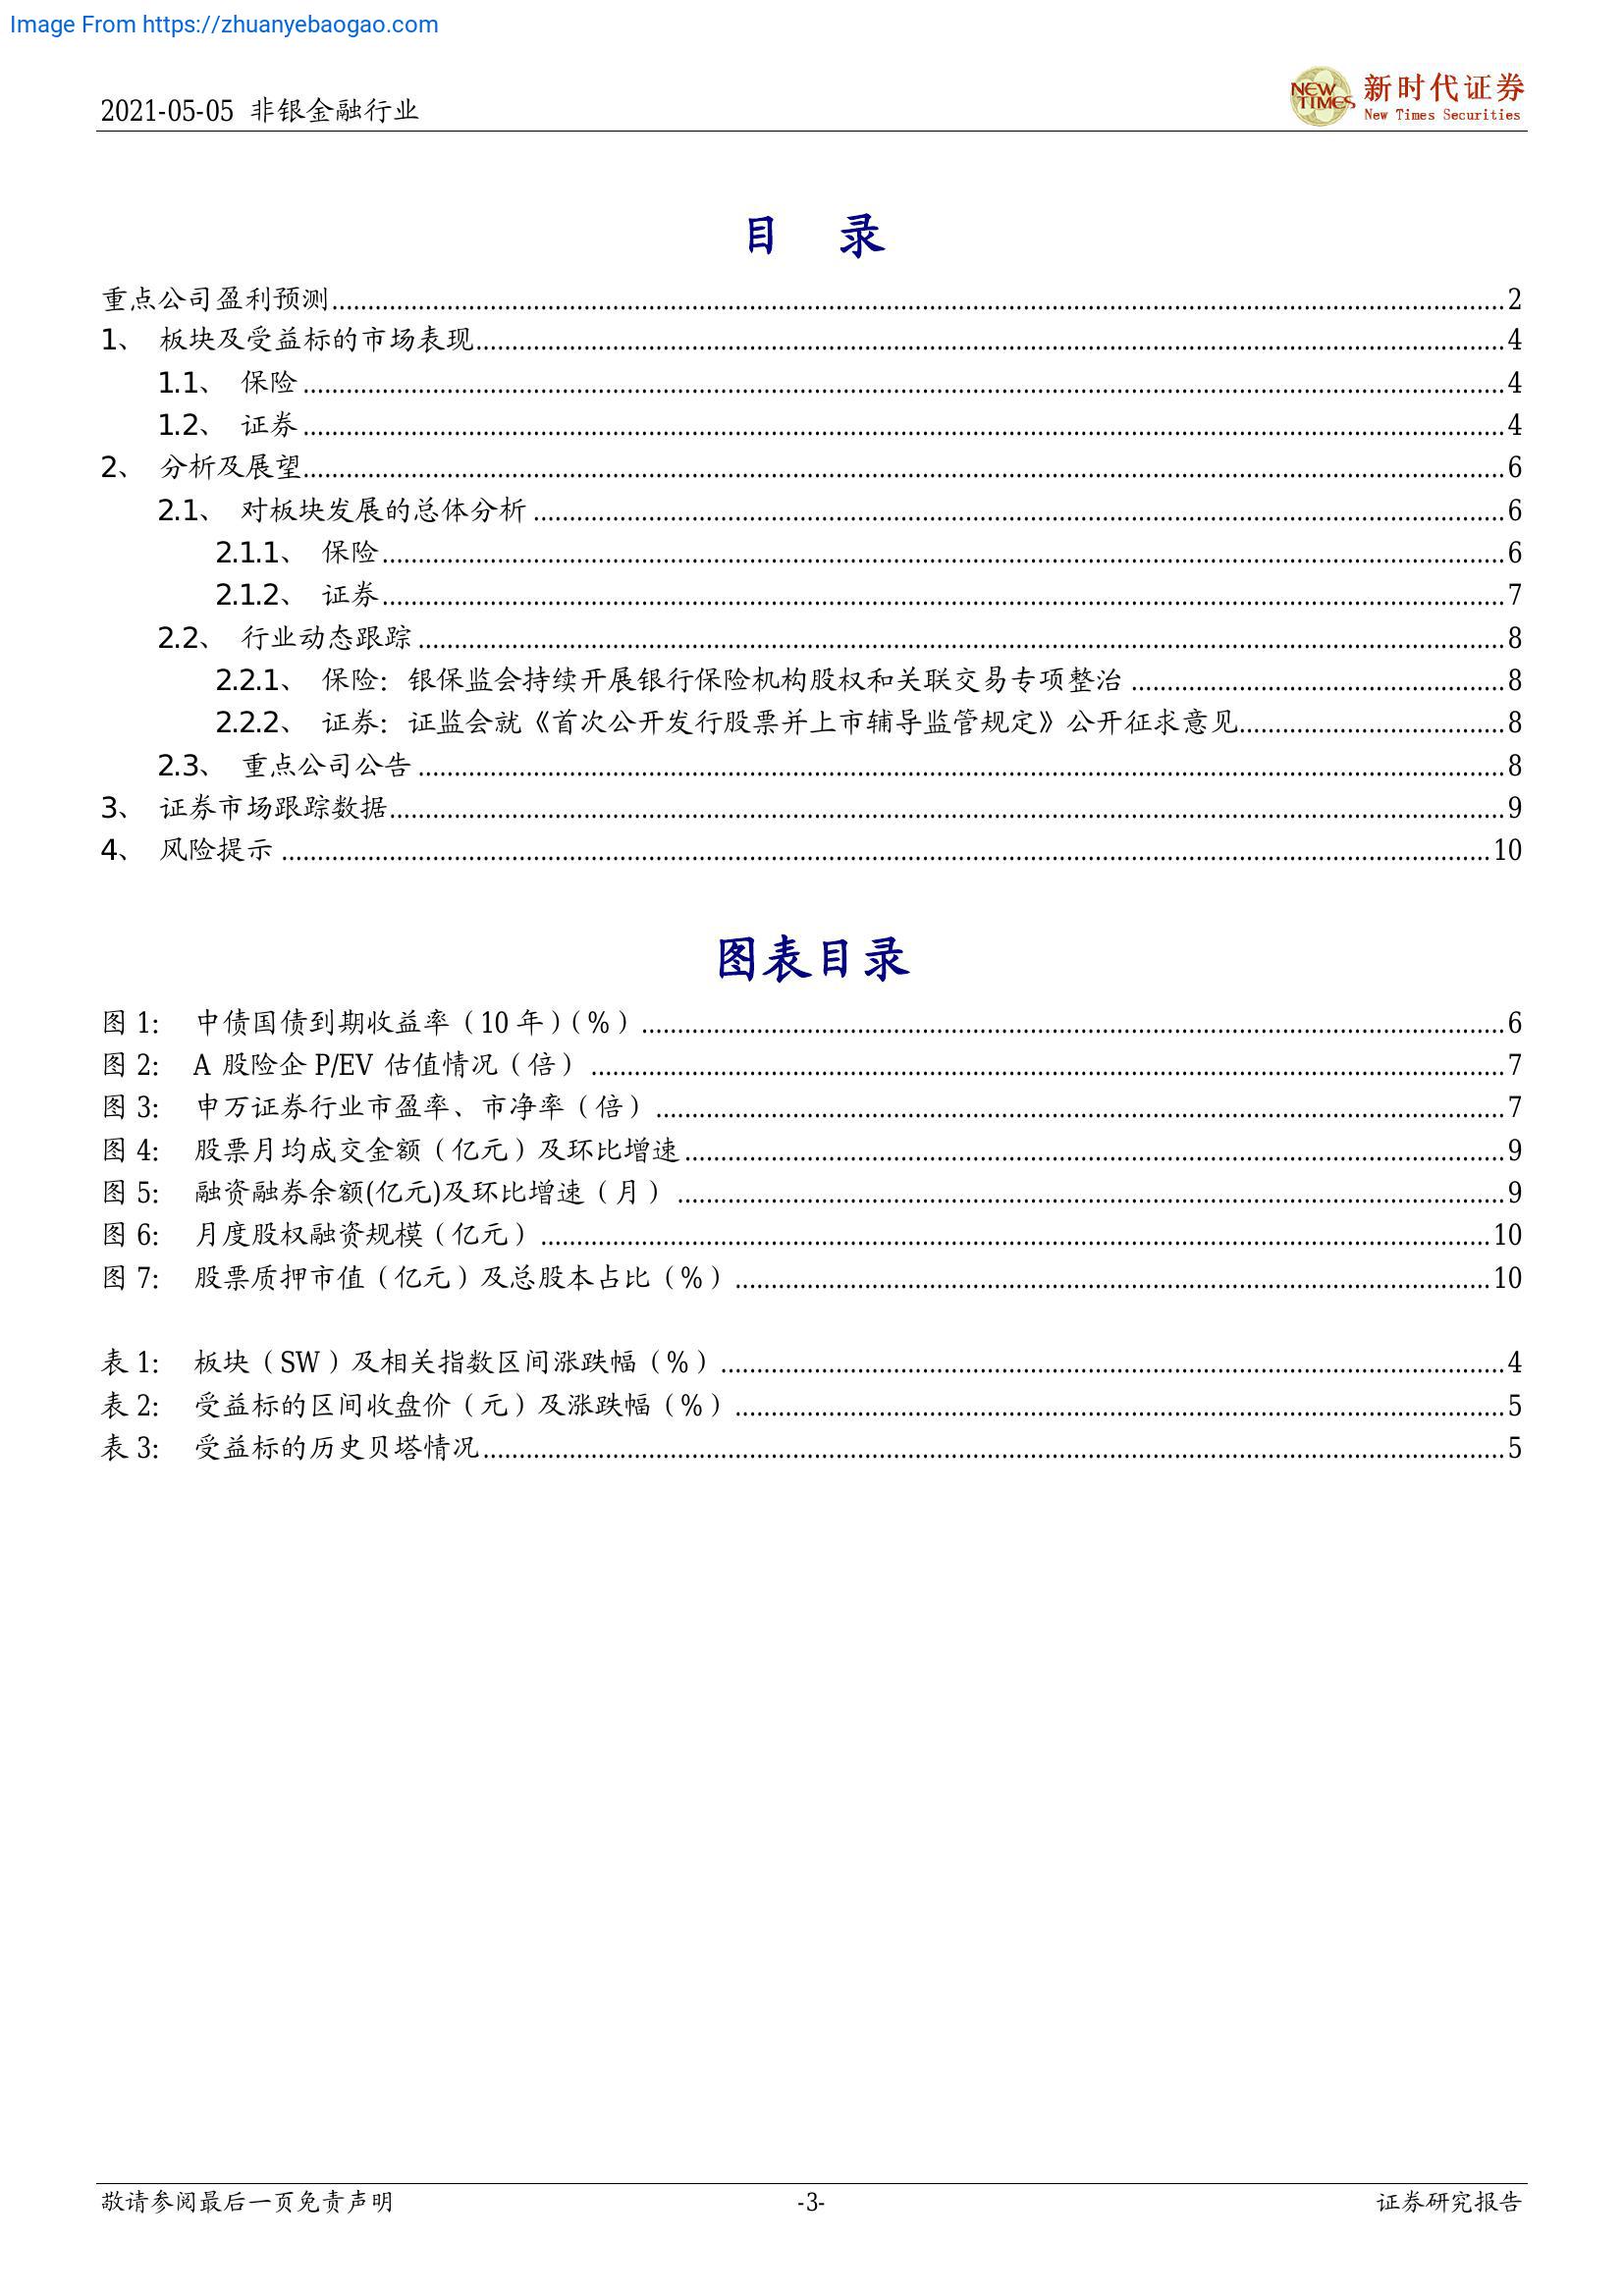 Image From https://zhuanyebaogao.com
2021-05-05 非银金融行业
NEW TIMES
新时代证券
New Times Securities
目 录
重点公司盈利预测 2
1、 板块及受益标的市场表现 4
1.1、 保险 4
1.2、 证券 4
2、 分析及展望 6
2.1、 对板块发展的总体分析 6
2.1.1、 保险 6
2.1.2、 证券 7
2.2、 行业动态跟踪 8
2.2.1、 保险：银保监会持续开展银行保险机构股权和关联交易专项整治 8
2.2.2、 证券：证监会就《首次公开发行股票并上市辅导监管规定》公开征求意见 8
2.3、 重点公司公告 8
3、 证券市场跟踪数据 9
4、 风险提示 10
图表目录
图 1： 中债国债到期收益率（10 年）（%） 6
图 2： A 股险企 P/EV 估值情况（倍） 7
图 3： 申万证券行业市盈率、市净率（倍） 7
图 4： 股票月均成交金额（亿元）及环比增速 9
图 5： 融资融券余额(亿元)及环比增速（月） 9
图 6： 月度股权融资规模（亿元） 10
图 7： 股票质押市值（亿元）及总股本占比（%） 10
表 1： 板块（SW）及相关指数区间涨跌幅（%） 4
表 2： 受益标的区间收盘价（元）及涨跌幅（%） 5
表 3： 受益标的历史贝塔情况 5
敬请参阅最后一页免责声明 -3- 证券研究报告